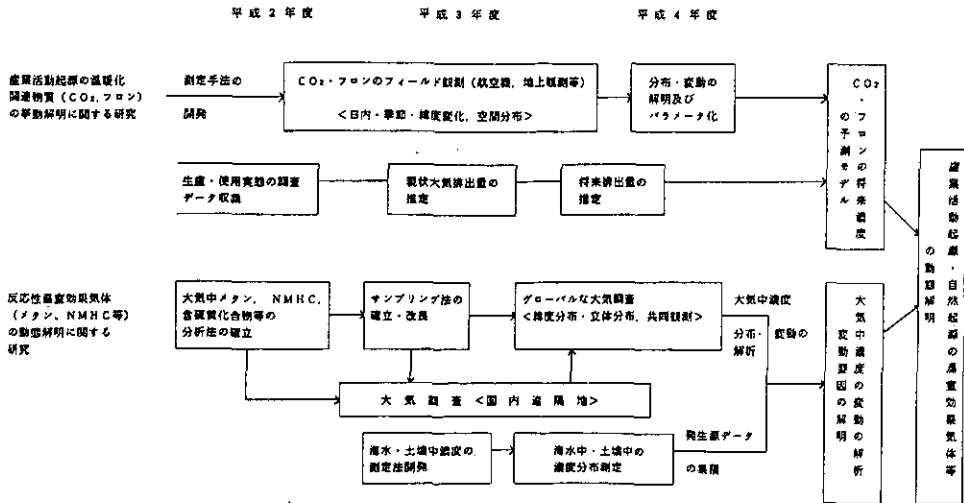 平成2年度
平成3年度
平成4年度
産業活動起源の温暖化
関連物質(CO₂,フロン)
の挙動解明に関する研究
測定手法の
開発
CO₂・フロンのフィールド観測(航空機,地上観測等)
<日内・季節・緯度変化,空間分布>
分布・変動の
解明及び
パラメータ化
CO₂・フロンの将来濃度
の予測モデル
生産・使用実態の調査
データ収集
現状大気排出量の
推定
将来排出量の
推定
産業活動起源・自然起源の温室効果気体等
の動態解明
反応性温室効果気体
(メタン、NMHC等)
の動態解明に関する
研究
大気中メタン, NMHC,
含硫黄化合物等の
分析法の確立
サンプリング法の
確立・改良
グローバルな大気調査
<緯度分布・立体分布,共同観測>
大気中濃度
分布・変動の
解析
大気調査<国内遠隔地>
大気中濃度の変動の解析
変動要因の解明
海水・土壌中濃度の
測定法開発
海水中・土壌中の
濃度分布測定
発生源データ
の集積